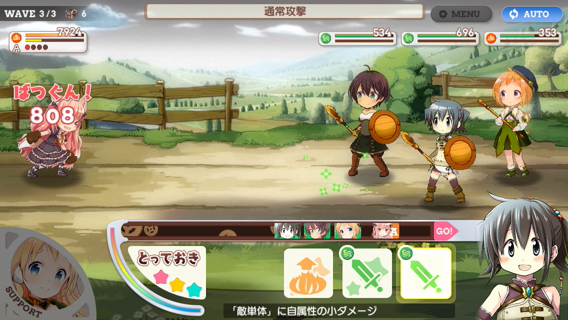 WAVE 3/3 6
通常攻撃
MENU
AUTO
7924
A
534
696
353
ばつぐん!
808
A GO!
とっておき
SUPPORT
「敵単体」に自属性の小ダメージ